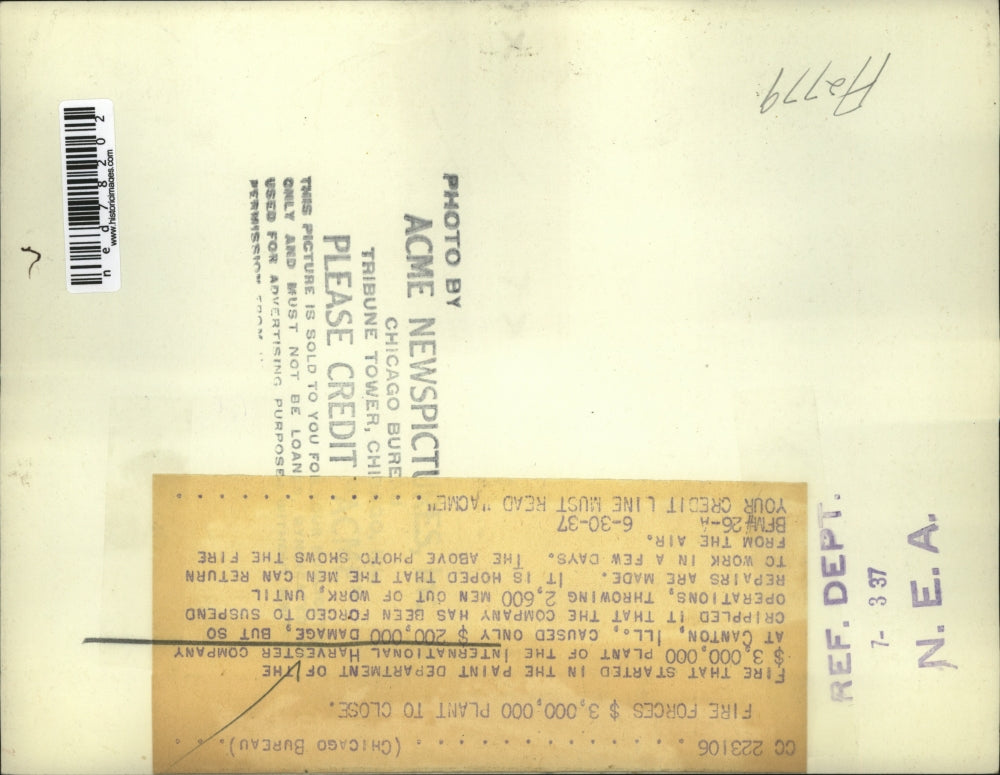 H2779
ned78202
www.historicimages.com
PHOTO BY
ACME NEWSPICTU
CHICAGO BURE
TRIBUNE TOWER, CHI
PLEASE CREDIT
THIS PICTURE IS SOLD TO YOU FO
ONLY AND MUST NOT BE LOAN
USED FOR ADVERTISING PURPOSE
PERMISSION FROM
CC 223106 . . . . . . . . . . . . . . . (CHICAGO BUREAU). . .
FIRE FORCES $ 3,000,000 PLANT TO CLOSE.
FIRE THAT STARTED IN THE PAINT DEPARTMENT OF THE
$ 3,000,000 PLANT OF THE INTERNATIONAL HARVESTER COMPANY
AT CANTON, ILL., CAUSED ONLY $ 200,000 DAMAGE, BUT SO
CRIPPLED IT THAT THE COMPANY HAS BEEN FORCED TO SUSPEND
OPERATIONS, THROWING 2,600 MEN OUT OF WORK, UNTIL
REPAIRS ARE MADE. IT IS HOPED THAT THE MEN CAN RETURN
TO WORK IN A FEW DAYS. THE ABOVE PHOTO SHOWS THE FIRE
FROM THE AIR.
BFM#26-A 6-30-37
YOUR CREDIT LINE MUST READ "ACME" . . . . . . . . . . . . .
REF. DEPT.
7- 3 37
N. E. A.